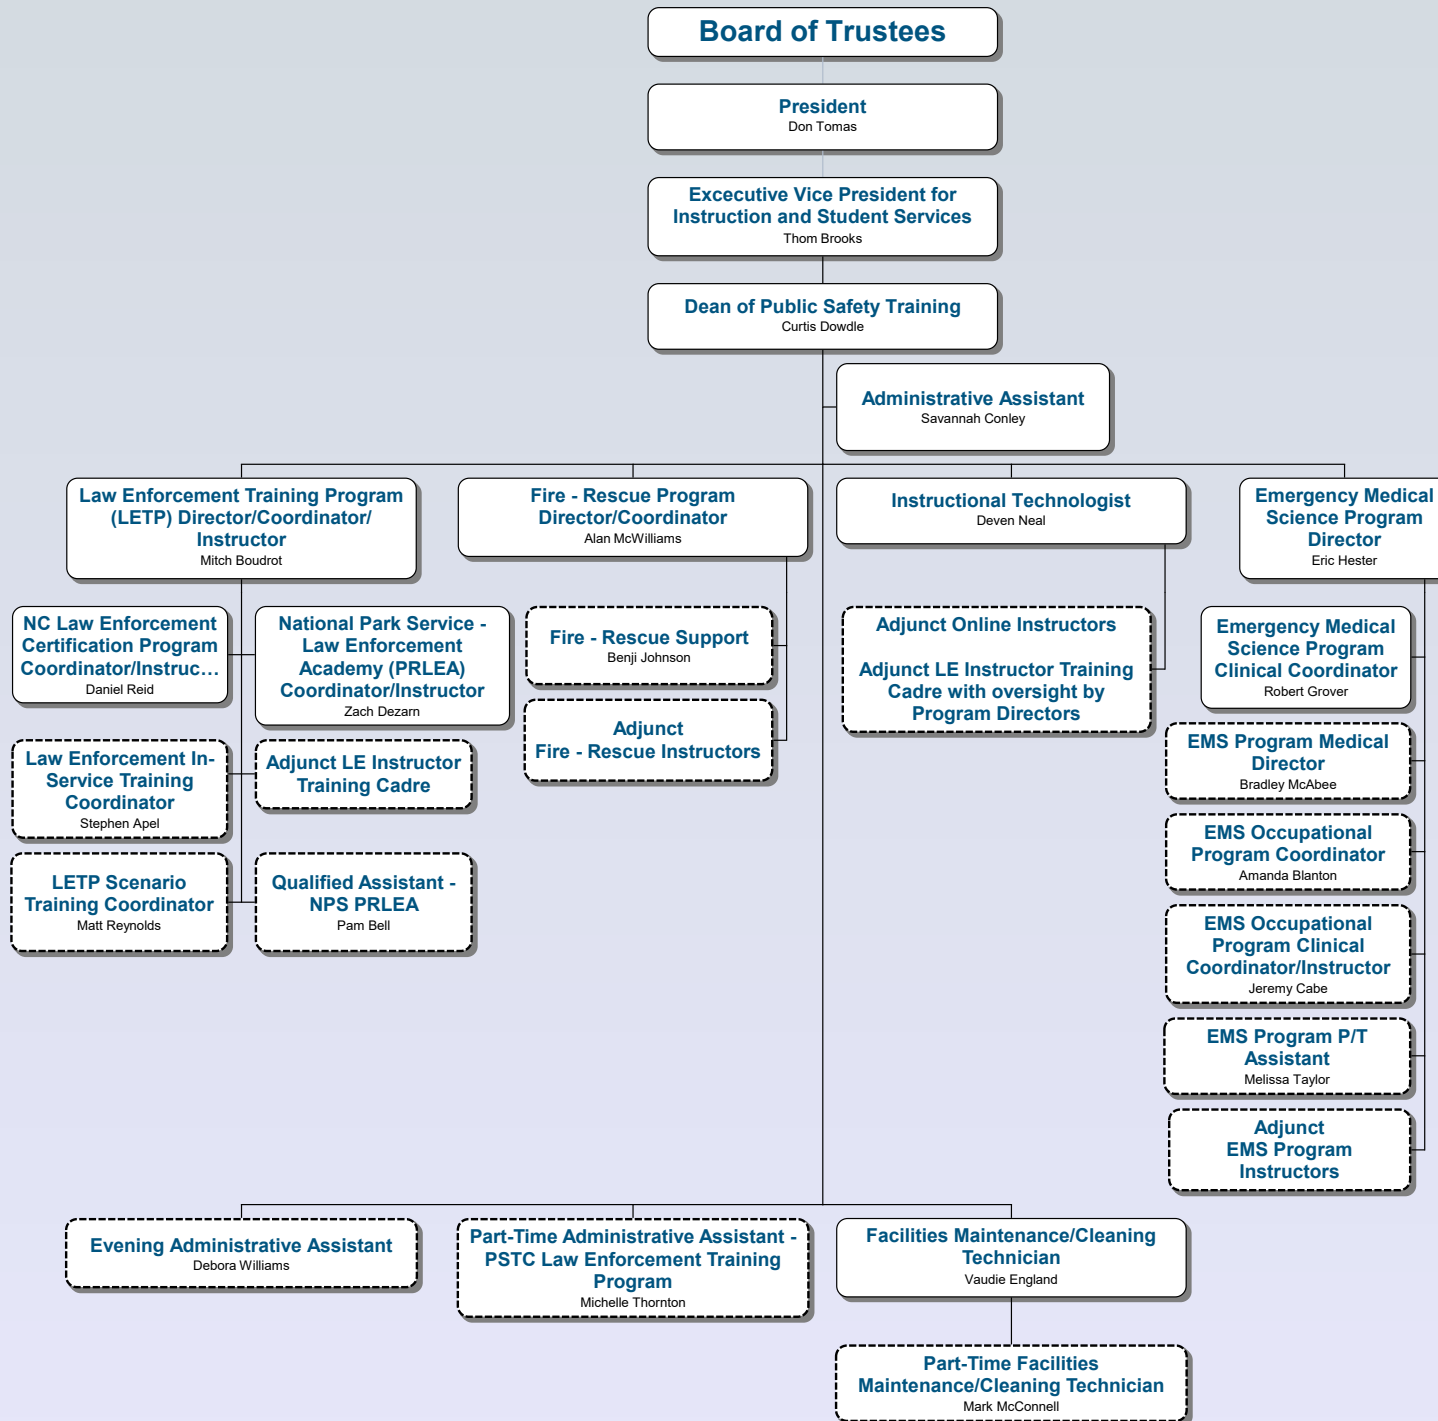 Board of Trustees
President
Don Tomas
Excecutive Vice President for
Instruction and Student Services
Thom Brooks
Dean of Public Safety Training
Curtis Dowdle
Administrative Assistant
Savannah Conley
Law Enforcement Training Program
(LETP) Director/Coordinator/
Instructor
Mitch Boudrot
Fire - Rescue Program
Director/Coordinator
Alan McWilliams
Instructional Technologist
Deven Neal
Emergency Medical
Science Program
Director
Eric Hester
NC Law Enforcement
Certification Program
Coordinator/Instruc...
Daniel Reid
National Park Service -
Law Enforcement
Academy (PRLEA)
Coordinator/Instructor
Zach Dezarn
Law Enforcement In-
Service Training
Coordinator
Stephen Apel
Adjunct LE Instructor
Training Cadre
LETP Scenario
Training Coordinator
Matt Reynolds
Qualified Assistant -
NPS PRLEA
Pam Bell
Fire - Rescue Support
Benji Johnson
Adjunct
Fire - Rescue Instructors
Adjunct Online Instructors
Adjunct LE Instructor Training
Cadre with oversight by
Program Directors
Emergency Medical
Science Program
Clinical Coordinator
Robert Grover
EMS Program Medical
Director
Bradley McAbee
EMS Occupational
Program Coordinator
Amanda Blanton
EMS Occupational
Program Clinical
Coordinator/Instructor
Jeremy Cabe
EMS Program P/T
Assistant
Melissa Taylor
Adjunct
EMS Program
Instructors
Evening Administrative Assistant
Debora Williams
Part-Time Administrative Assistant -
PSTC Law Enforcement Training
Program
Michelle Thornton
Facilities Maintenance/Cleaning
Technician
Vaudie England
Part-Time Facilities
Maintenance/Cleaning Technician
Mark McConnell